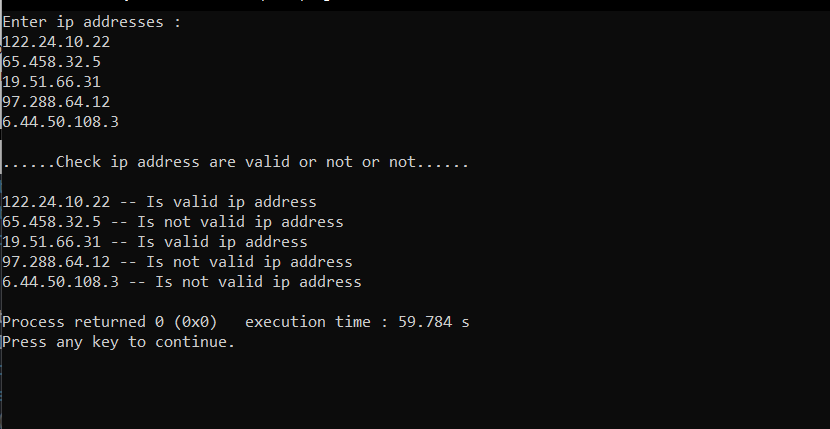 Enter ip addresses :
122.24.10.22
65.458.32.5
19.51.66.31
97.288.64.12
6.44.50.108.3
......Check ip address are valid or not or not......
122.24.10.22 -- Is valid ip address
65.458.32.5 -- Is not valid ip address
19.51.66.31 -- Is valid ip address
97.288.64.12 -- Is not valid ip address
6.44.50.108.3 -- Is not valid ip address
Process returned 0 (0x0)   execution time : 59.784 s
Press any key to continue.